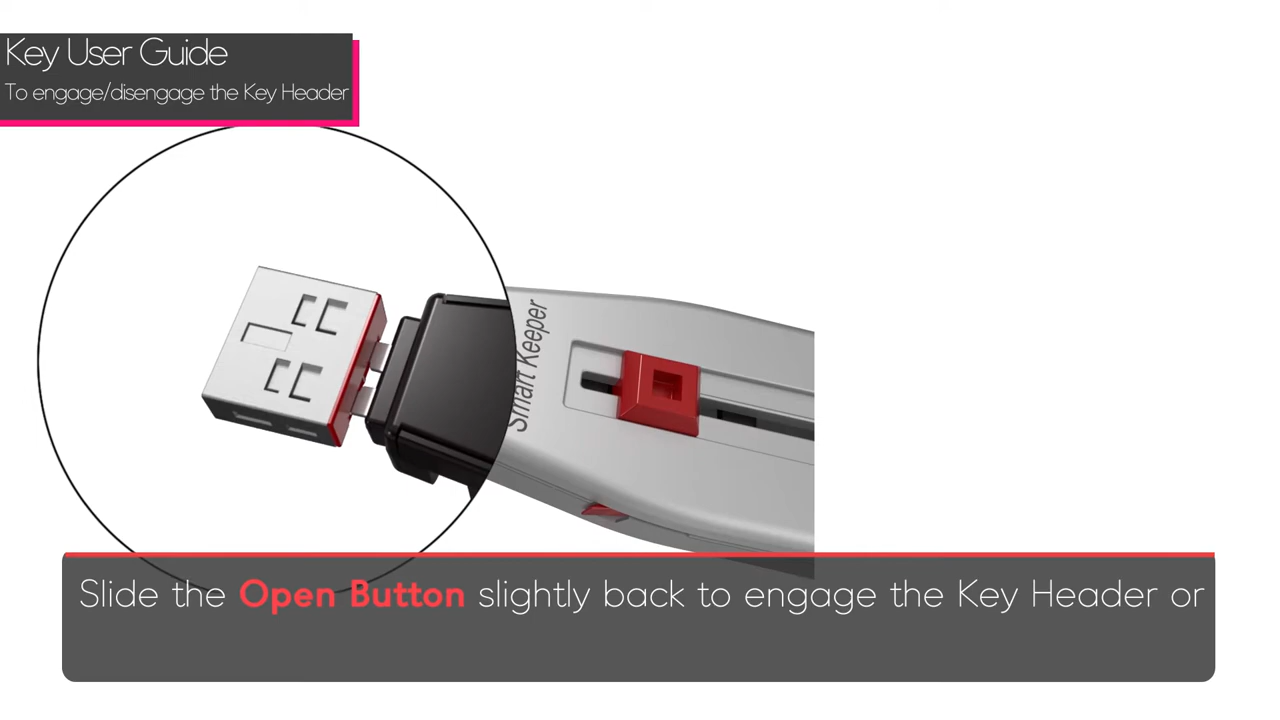 Key User Guide
To engage/disengage the Key Header
Smart Keeper
Slide the Open Button slightly back to engage the Key Header or